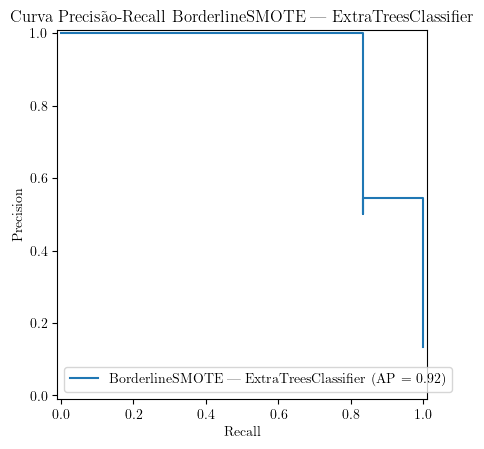 Curva Precisão-Recall BorderlineSMOTE — ExtraTreesClassifier
1.0
0.8
0.6
0.4
0.2
0.0
Precision
BorderlineSMOTE — ExtraTreesClassifier (AP = 0.92)
0.0 0.2 0.4 0.6 0.8 1.0
Recall